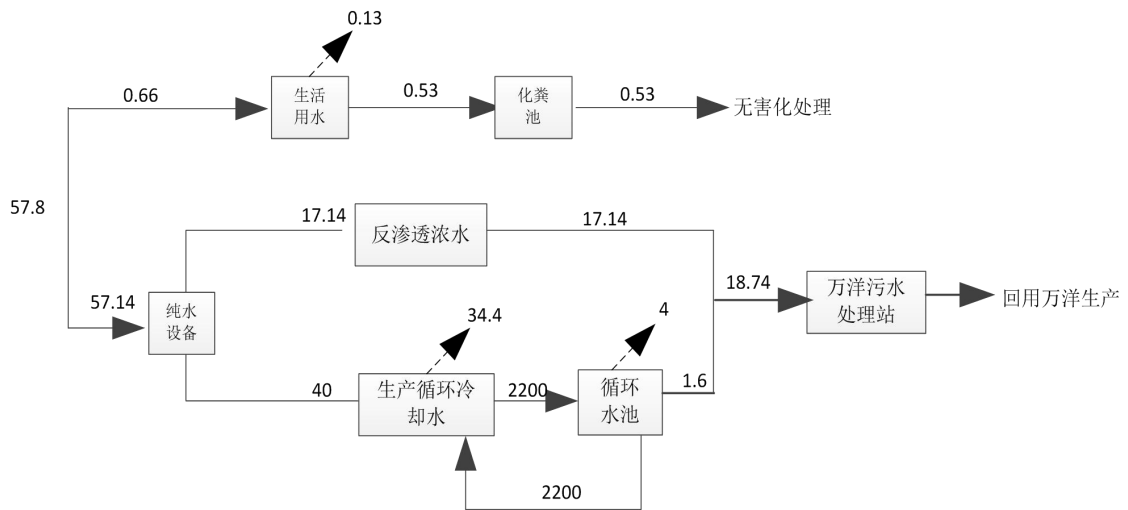 0.13
0.66
生活
用水
0.53
化粪
池
0.53
无害化处理
57.8
17.14
反渗透浓水
17.14
57.14
纯水
设备
18.74
万洋污水
处理站
回用万洋生产
34.4
4
40
生产循环冷
却水
2200
循环
水池
1.6
2200